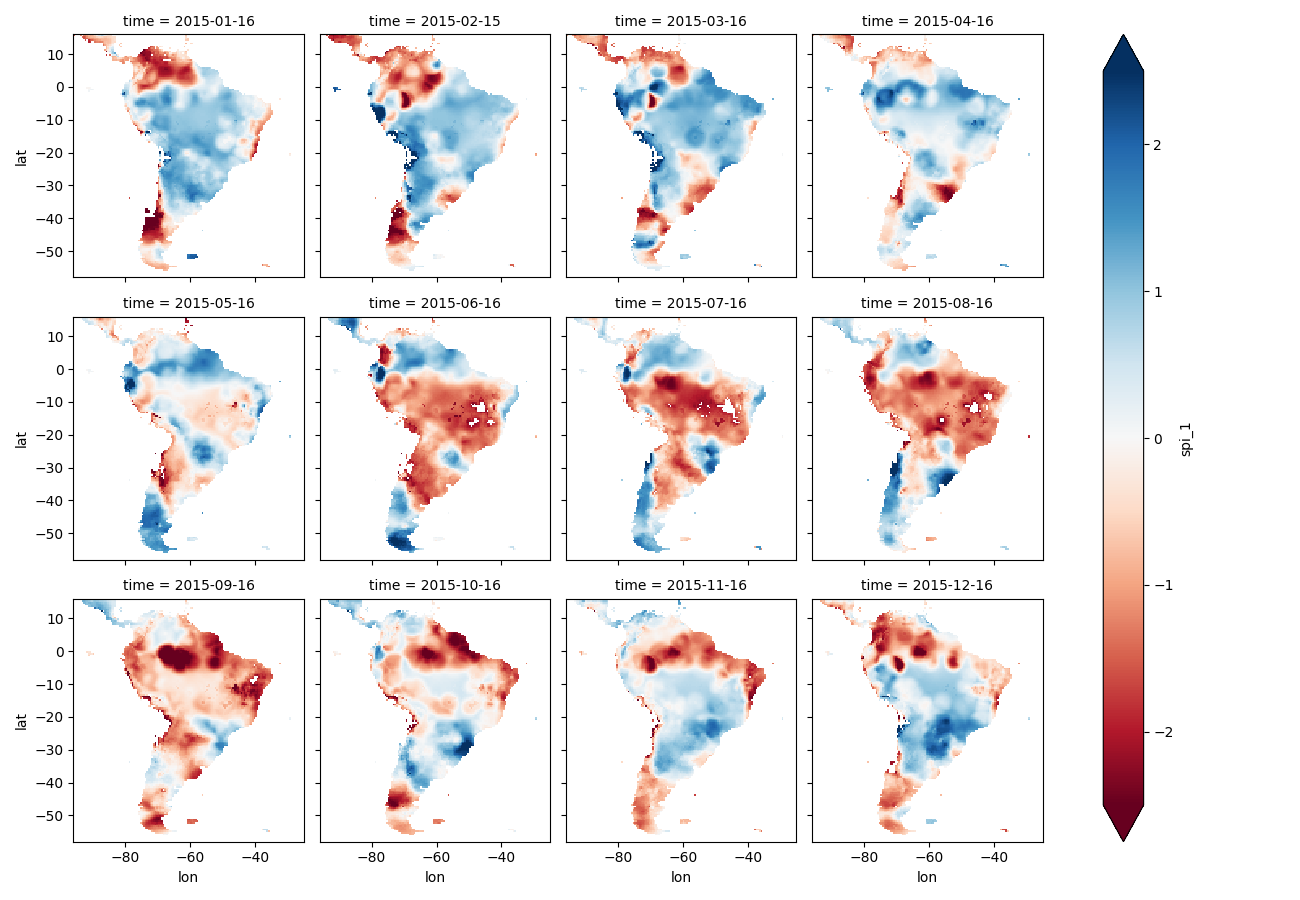 time = 2015-01-16
time = 2015-02-15
time = 2015-03-16
time = 2015-04-16
10
0
−10
−20
−30
−40
−50
lat
time = 2015-05-16
time = 2015-06-16
time = 2015-07-16
time = 2015-08-16
10
0
−10
−20
−30
−40
−50
lat
time = 2015-09-16
time = 2015-10-16
time = 2015-11-16
time = 2015-12-16
10
0
−10
−20
−30
−40
−50
lat
−80 −60 −40
−80 −60 −40
−80 −60 −40
−80 −60 −40
lon
lon
lon
lon
2
1
0
−1
−2
spi_1